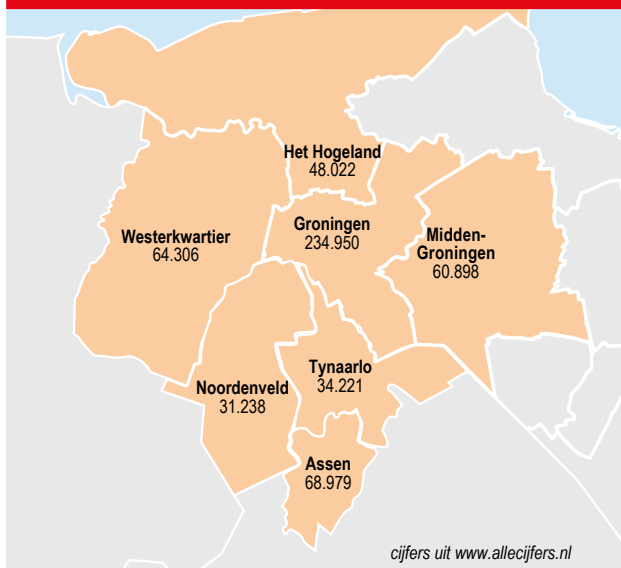 Het Hogeland
48.022
Groningen
234.950
Westerkwartier
64.306
Midden-
Groningen
60.898
Tynaarlo
34.221
Noordenveld
31.238
Assen
68.979
cijfers uit www.allecijfers.nl